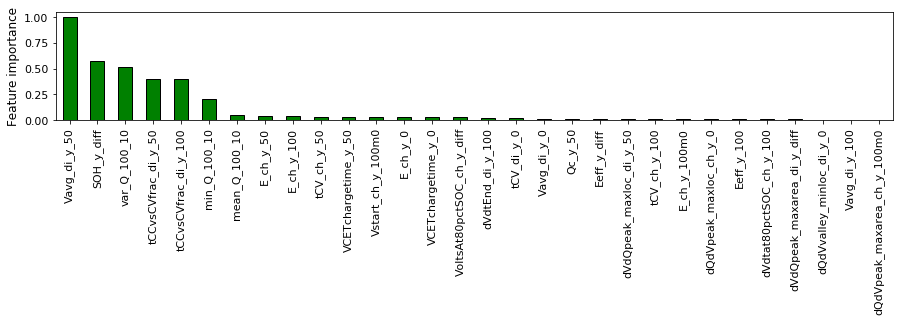 Feature importance
1.00
0.75
0.50
0.25
0.00
Vavg_di_y_50
SOH_y_diff
var_Q_100_10
tCCvsCVfrac_di_y_50
tCCvsCVfrac_di_y_100
min_Q_100_10
mean_Q_100_10
E_ch_y_50
E_ch_y_100
tCV_ch_y_50
VCETchargetime_y_50
Vstart_ch_y_100m0
E_ch_y_0
VCETchargetime_y_0
VoltsAt80pctSOC_ch_y_diff
dVdtEnd_di_y_100
tCV_di_y_0
Vavg_di_y_0
Qc_y_50
Eeff_y_diff
dVdQpeak_maxloc_di_y_50
tCV_ch_y_100
E_ch_y_100m0
dQdVpeak_maxloc_ch_y_0
Eeff_y_100
dVdtat80pctSOC_ch_y_100
dVdQpeak_maxarea_di_y_diff
dQdVvalley_minloc_di_y_0
Vavg_di_y_100
dQdVpeak_maxarea_ch_y_100m0